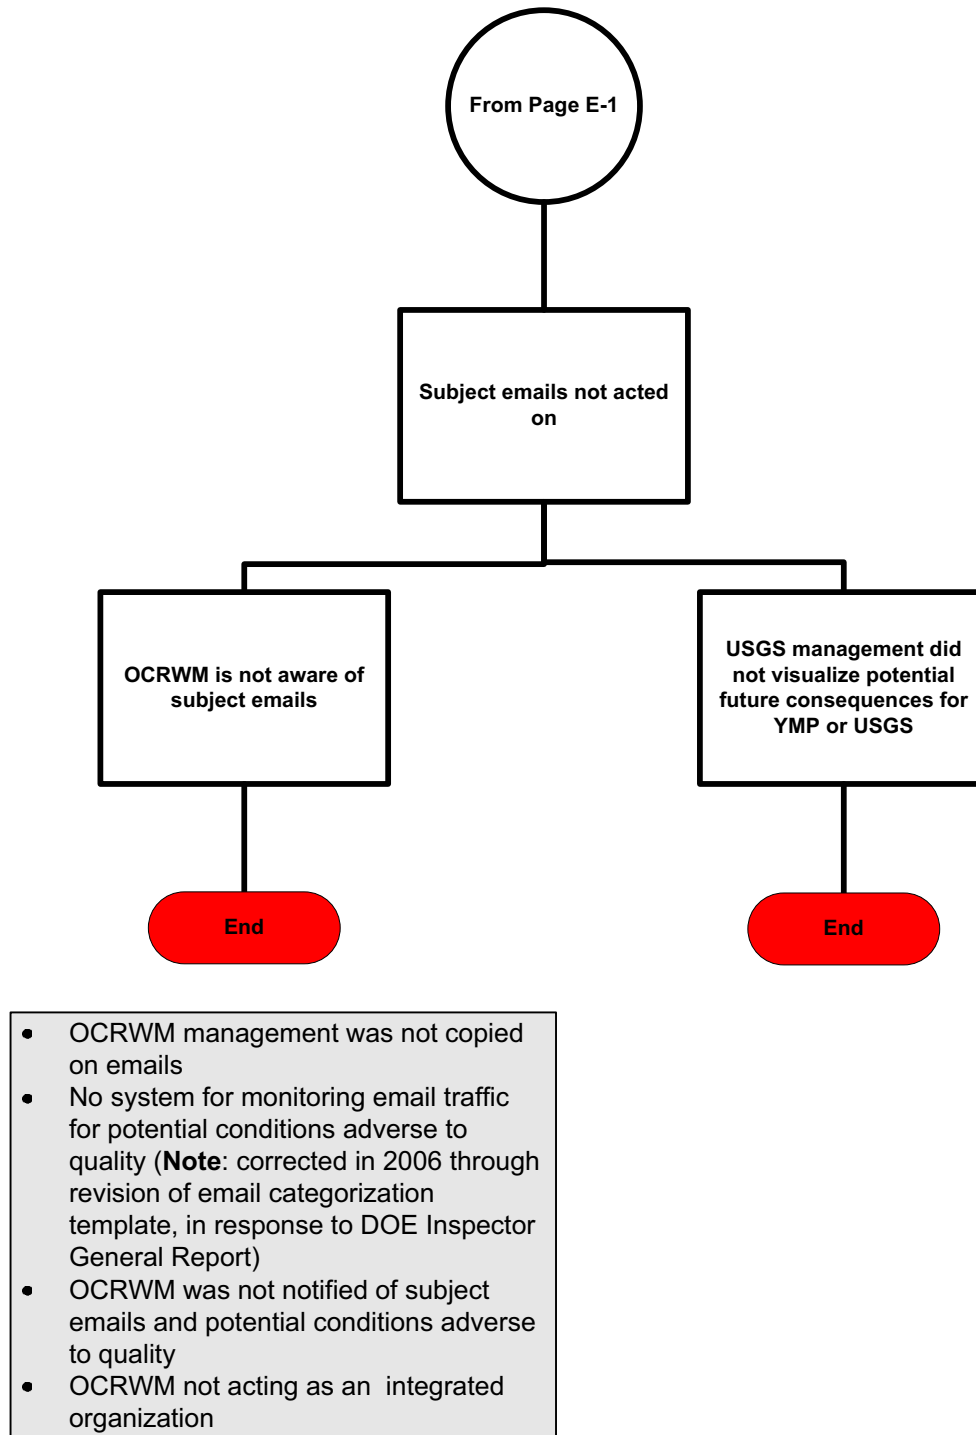 From Page E-1
Subject emails not acted
on
OCRWM is not aware of
subject emails
USGS management did
not visualize potential
future consequences for
YMP or USGS
End
End
• OCRWM management was not copied
on emails
• No system for monitoring email traffic
for potential conditions adverse to
quality (Note: corrected in 2006 through
revision of email categorization
template, in response to DOE Inspector
General Report)
• OCRWM was not notified of subject
emails and potential conditions adverse
to quality
• OCRWM not acting as an integrated
organization